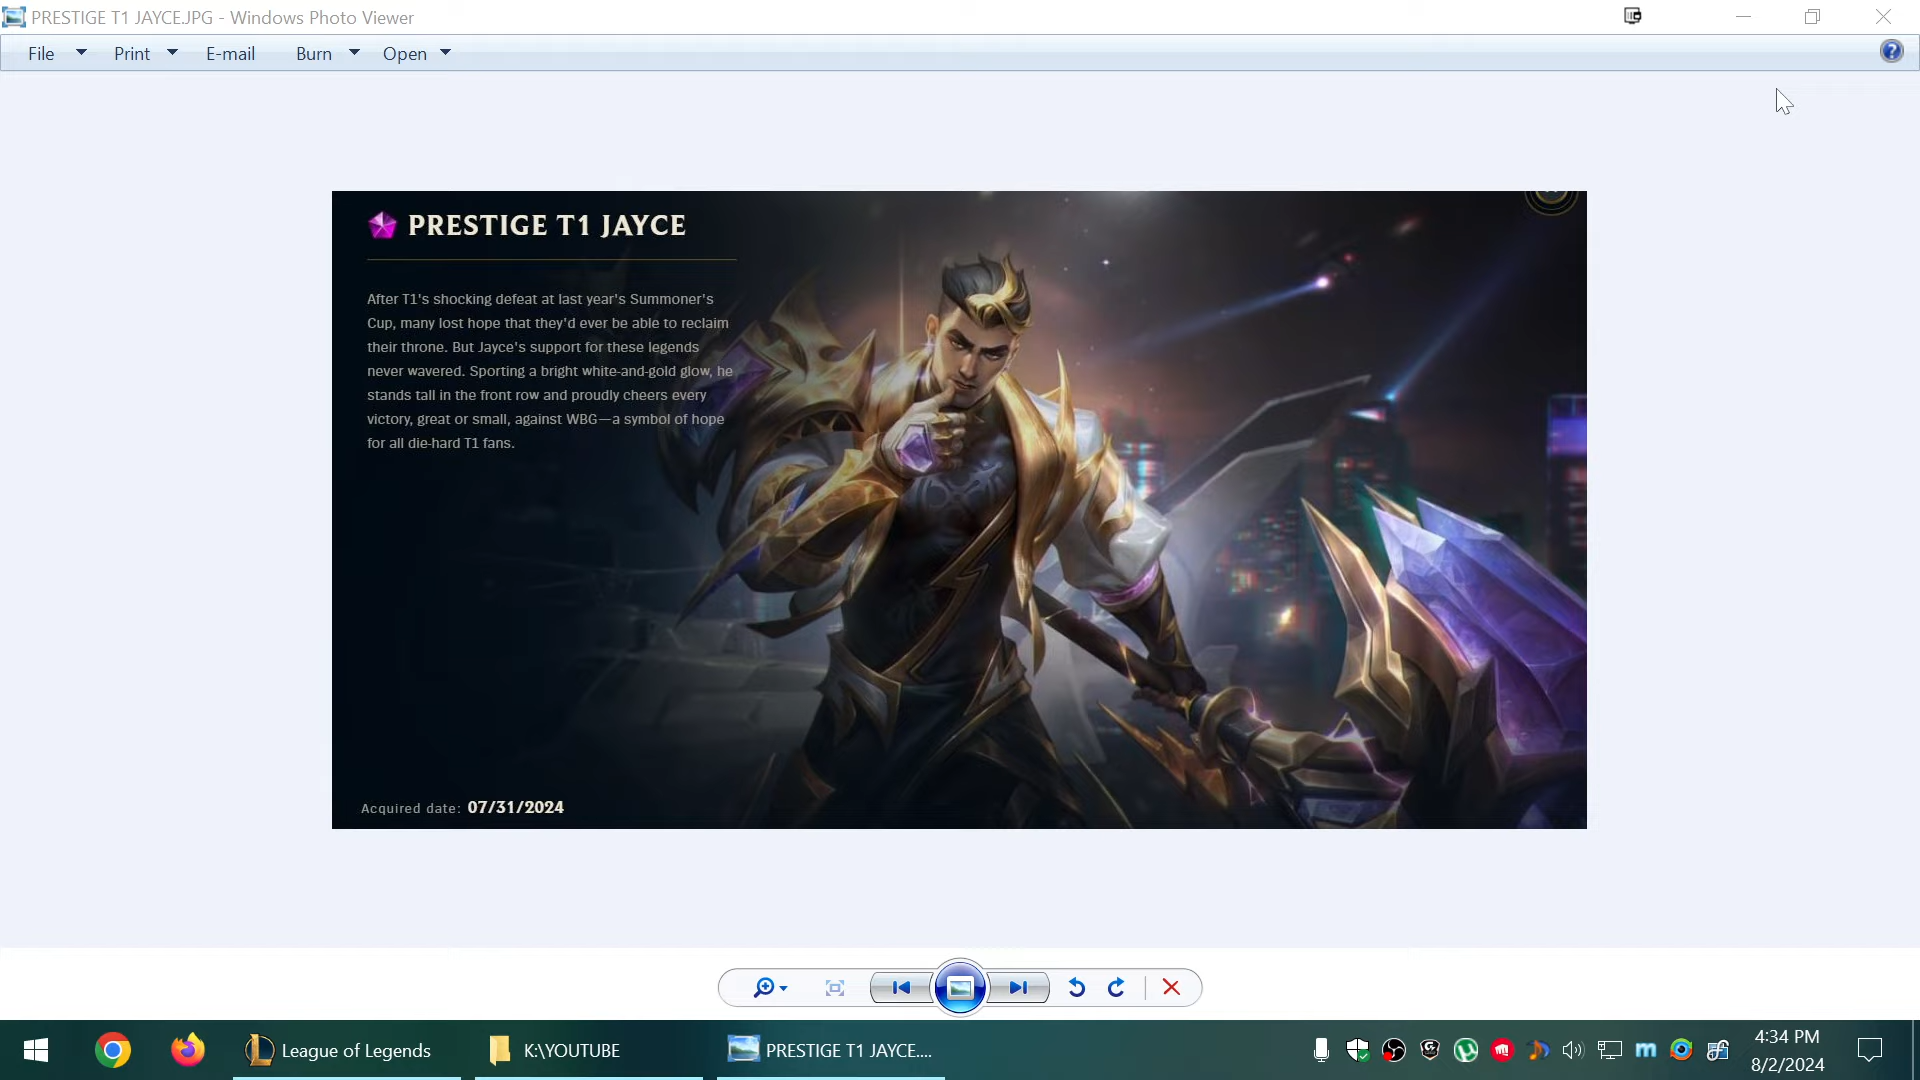 PRESTIGE T1 JAYCE.JPG - Windows Photo Viewer
File Print E-mail Burn Open
PRESTIGE T1 JAYCE
After T1's shocking defeat at last year's Summoner's
Cup, many lost hope that they'd ever be able to reclaim
their throne. But Jayce's support for these legends
never wavered. Sporting a bright white-and-gold glow, he
stands tall in the front row and proudly cheers every
victory, great or small, against WBG—a symbol of hope
for all die-hard T1 fans.
Acquired date: 07/31/2024
League of Legends
K:\YOUTUBE
PRESTIGE T1 JAYCE....
4:34 PM
8/2/2024